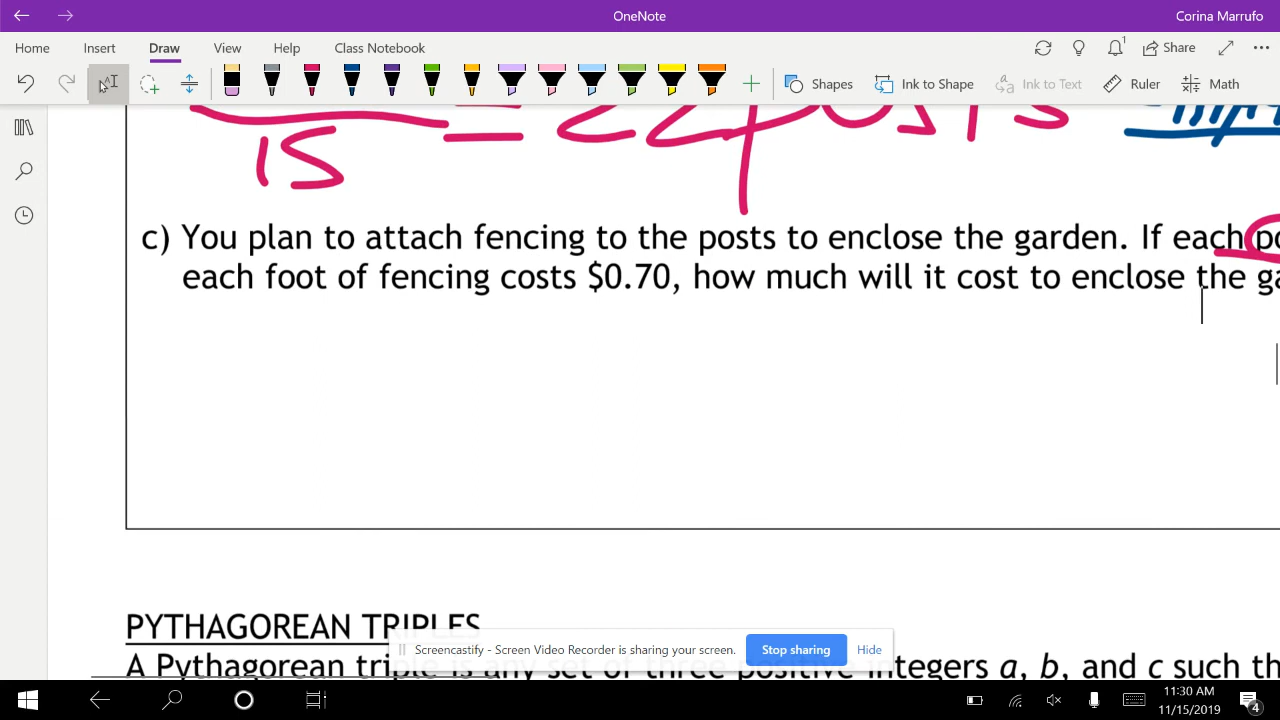 OneNote
Corina Marrufo
Home Insert Draw View Help Class Notebook
Share
Shapes Ink to Shape Ink to Text Ruler Math
15 = 22 posts
c) You plan to attach fencing to the posts to enclose the garden. If each
each foot of fencing costs $0.70, how much will it cost to enclose the
PYTHAGOREAN TRIPLES
Screencastify - Screen Video Recorder is sharing your screen. Stop sharing Hide
A Pythagorean triple is any set of three positive integers a, b, and c such
11:30 AM
11/15/2019
4